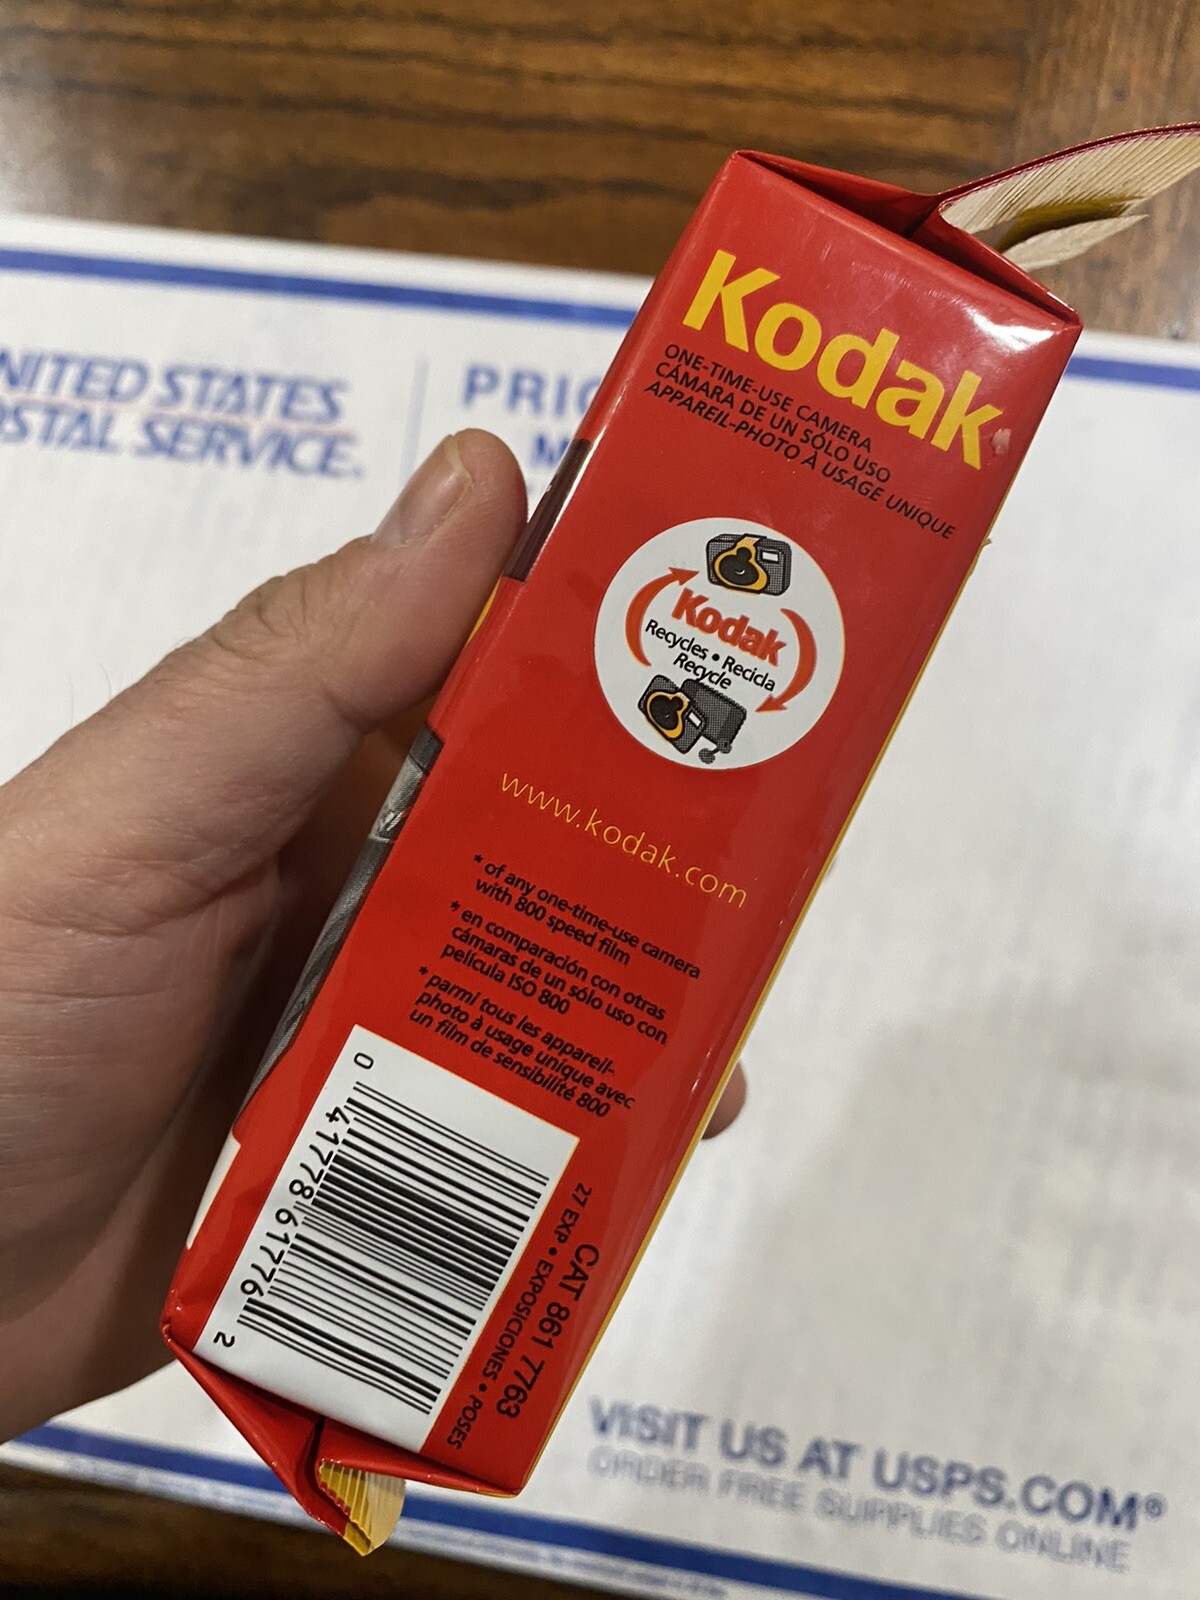 UNITED STATES
POSTAL SERVICE.
Kodak
ONE-TIME-USE CAMERA
CÁMARA DE UN SÓLO USO
APPAREIL-PHOTO À USAGE UNIQUE
Kodak
Recycles • Recicla
Recycle
www.kodak.com
* of any one-time-use camera
with 800 speed film
* en comparación con otras
cámaras de un sólo uso con
película ISO 800
* parmi tous les appareil-
photo à usage unique avec
un film de sensibilité 800
0 41778 61776 2
27 EXP • EXPOSICIONES • POSES
CAT 861 7763
VISIT US AT USPS.COM®
ORDER FREE SUPPLIES ONLINE